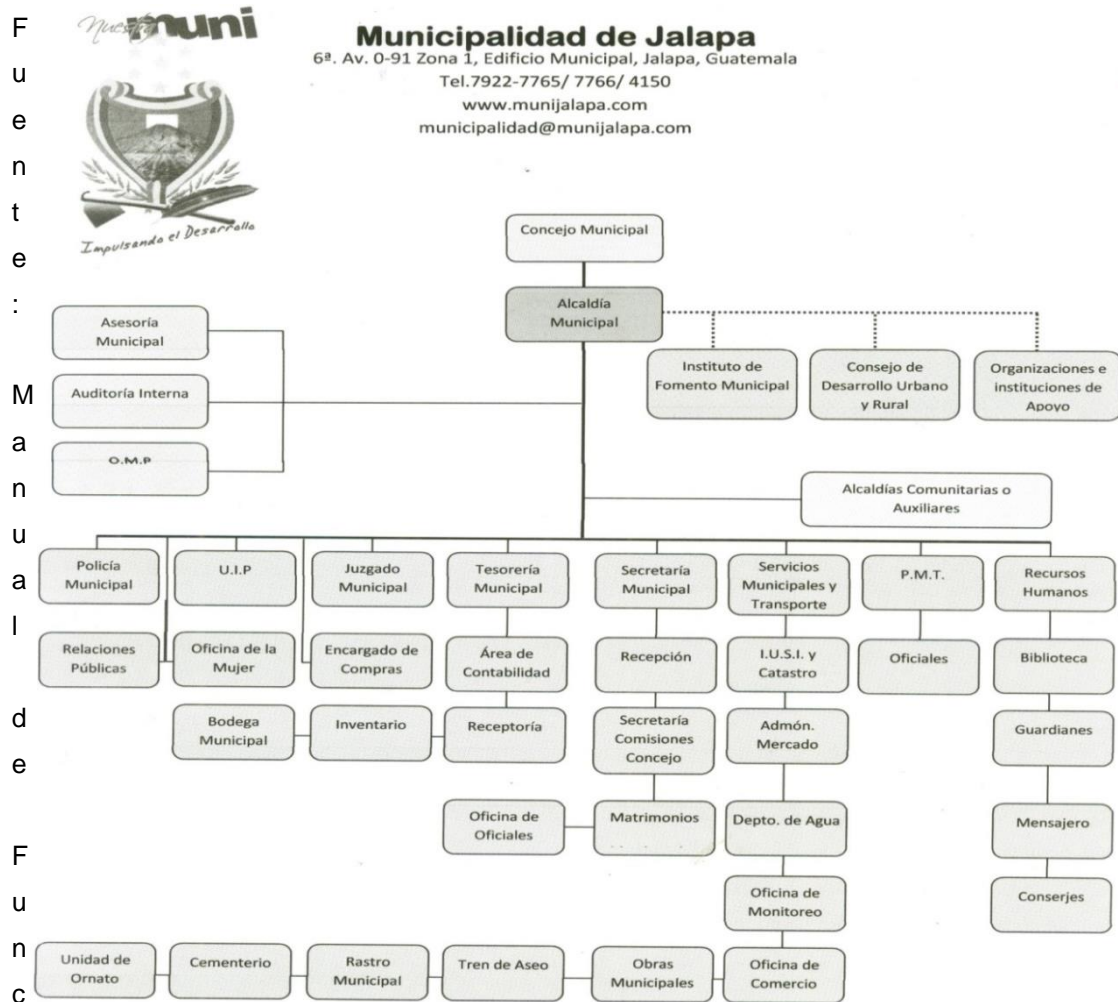 Nuestra muni
Municipalidad de Jalapa
6ª. Av. 0-91 Zona 1, Edificio Municipal, Jalapa, Guatemala
Tel.7922-7765/ 7766/ 4150
www.munijalapa.com
municipalidad@munijalapa.com
Impulsando el Desarrollo
Fuente: Manual de Func
Concejo Municipal
Alcaldía
Municipal
Asesoría
Municipal
Auditoría Interna
O.M.P
Instituto de
Fomento Municipal
Consejo de
Desarrollo Urbano
y Rural
Organizaciones e
instituciones de
Apoyo
Alcaldías Comunitarias o
Auxiliares
Policía
Municipal
U.I.P
Juzgado
Municipal
Tesorería
Municipal
Secretaría
Municipal
Servicios
Municipales y
Transporte
P.M.T.
Recursos
Humanos
Relaciones
Públicas
Oficina de la
Mujer
Encargado de
Compras
Área de
Contabilidad
Recepción
I.U.S.I. y
Catastro
Oficiales
Biblioteca
Bodega
Municipal
Inventario
Receptoría
Secretaría
Comisiones
Concejo
Admón.
Mercado
Guardianes
Oficina de
Oficiales
Matrimonios
Depto. de Agua
Mensajero
Oficina de
Monitoreo
Conserjes
Unidad de
Ornato
Cementerio
Rastro
Municipal
Tren de Aseo
Obras
Municipales
Oficina de
Comercio